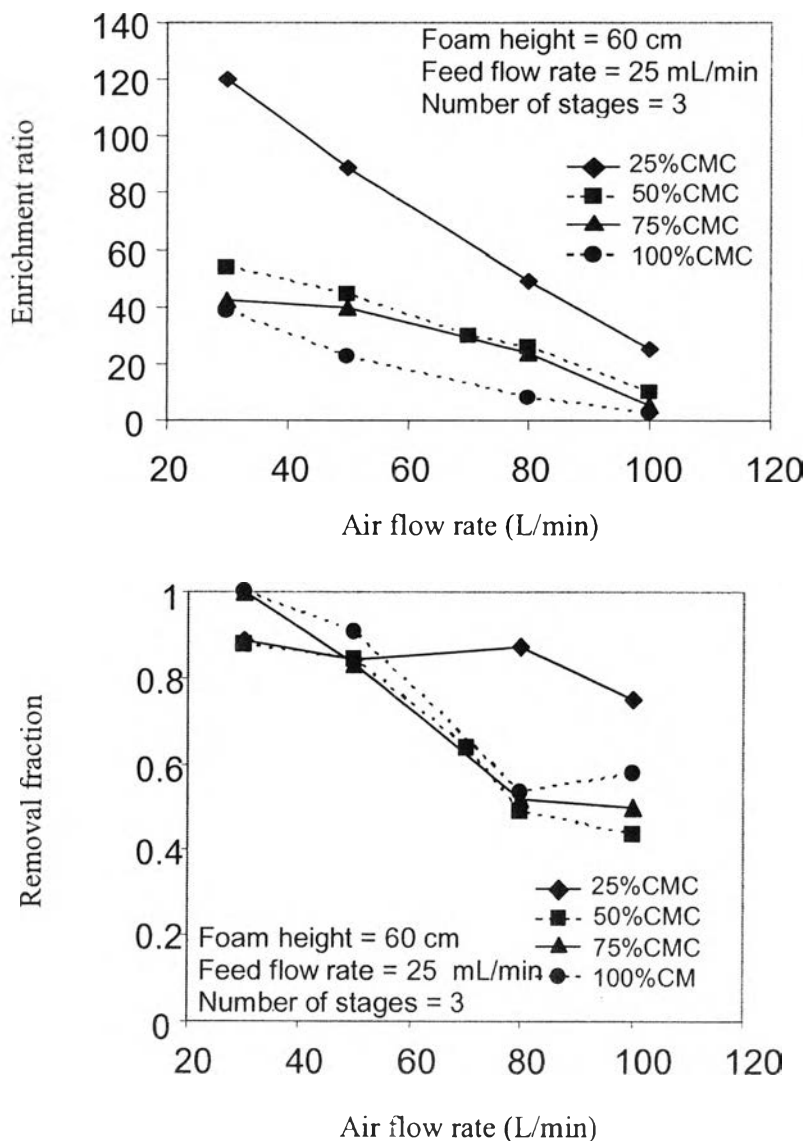 140
120
100
80
60
40
20
0
Enrichment ratio
Foam height = 60 cm
Feed flow rate = 25 mL/min
Number of stages = 3
25%CMC
50%CMC
75%CMC
100%CMC
20 40 60 80 100 120
Air flow rate (L/min)
1
0.8
0.6
0.4
0.2
0
Removal fraction
25%CMC
50%CMC
75%CMC
100%CM
Foam height = 60 cm
Feed flow rate = 25 mL/min
Number of stages = 3
20 40 60 80 100 120
Air flow rate (L/min)